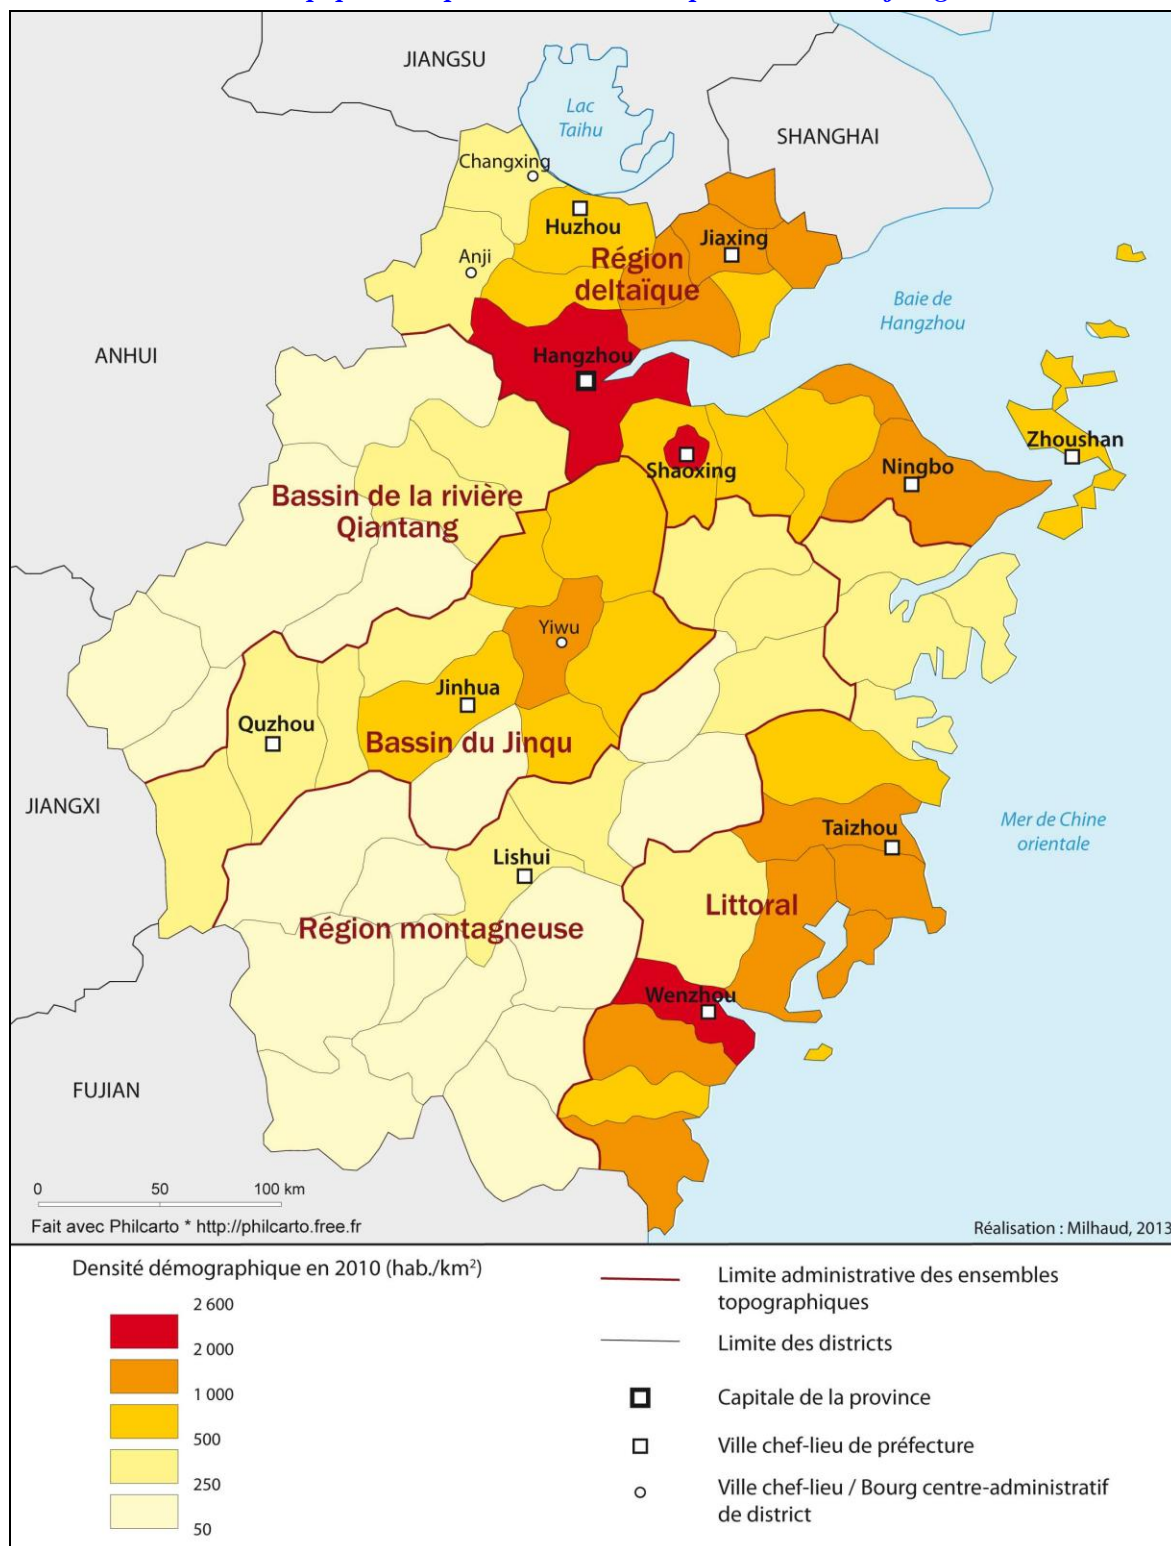 JIANGSU
Lac
Taihu
SHANGHAI
Changxing
Huzhou
Jiaxing
Anji
Région
deltaïque
Baie de
Hangzhou
ANHUI
Hangzhou
Zhoushan
Shaoxing
Ningbo
Bassin de la rivière
Qiantang
Yiwu
Jinhua
Quzhou
Bassin du Jinqu
JIANGXI
Taizhou
Mer de Chine
orientale
Lishui
Littoral
Région montagneuse
Wenzhou
FUJIAN
0 50 100 km
Fait avec Philcarto * http://philcarto.free.fr
Réalisation : Milhaud, 2013
Densité démographique en 2010 (hab./km²)
2 600
2 000
1 000
500
250
50
Limite administrative des ensembles
topographiques
Limite des districts
Capitale de la province
Ville chef-lieu de préfecture
Ville chef-lieu / Bourg centre-administratif
de district